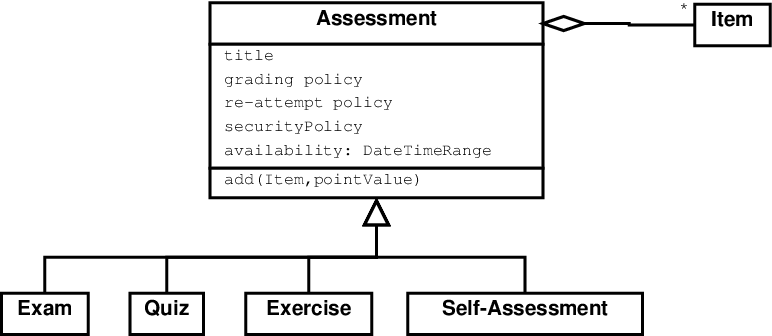 Assessment
* Item
title
grading policy
re-attempt policy
securityPolicy
availability: DateTimeRange
add(Item,pointValue)
Exam Quiz Exercise Self-Assessment